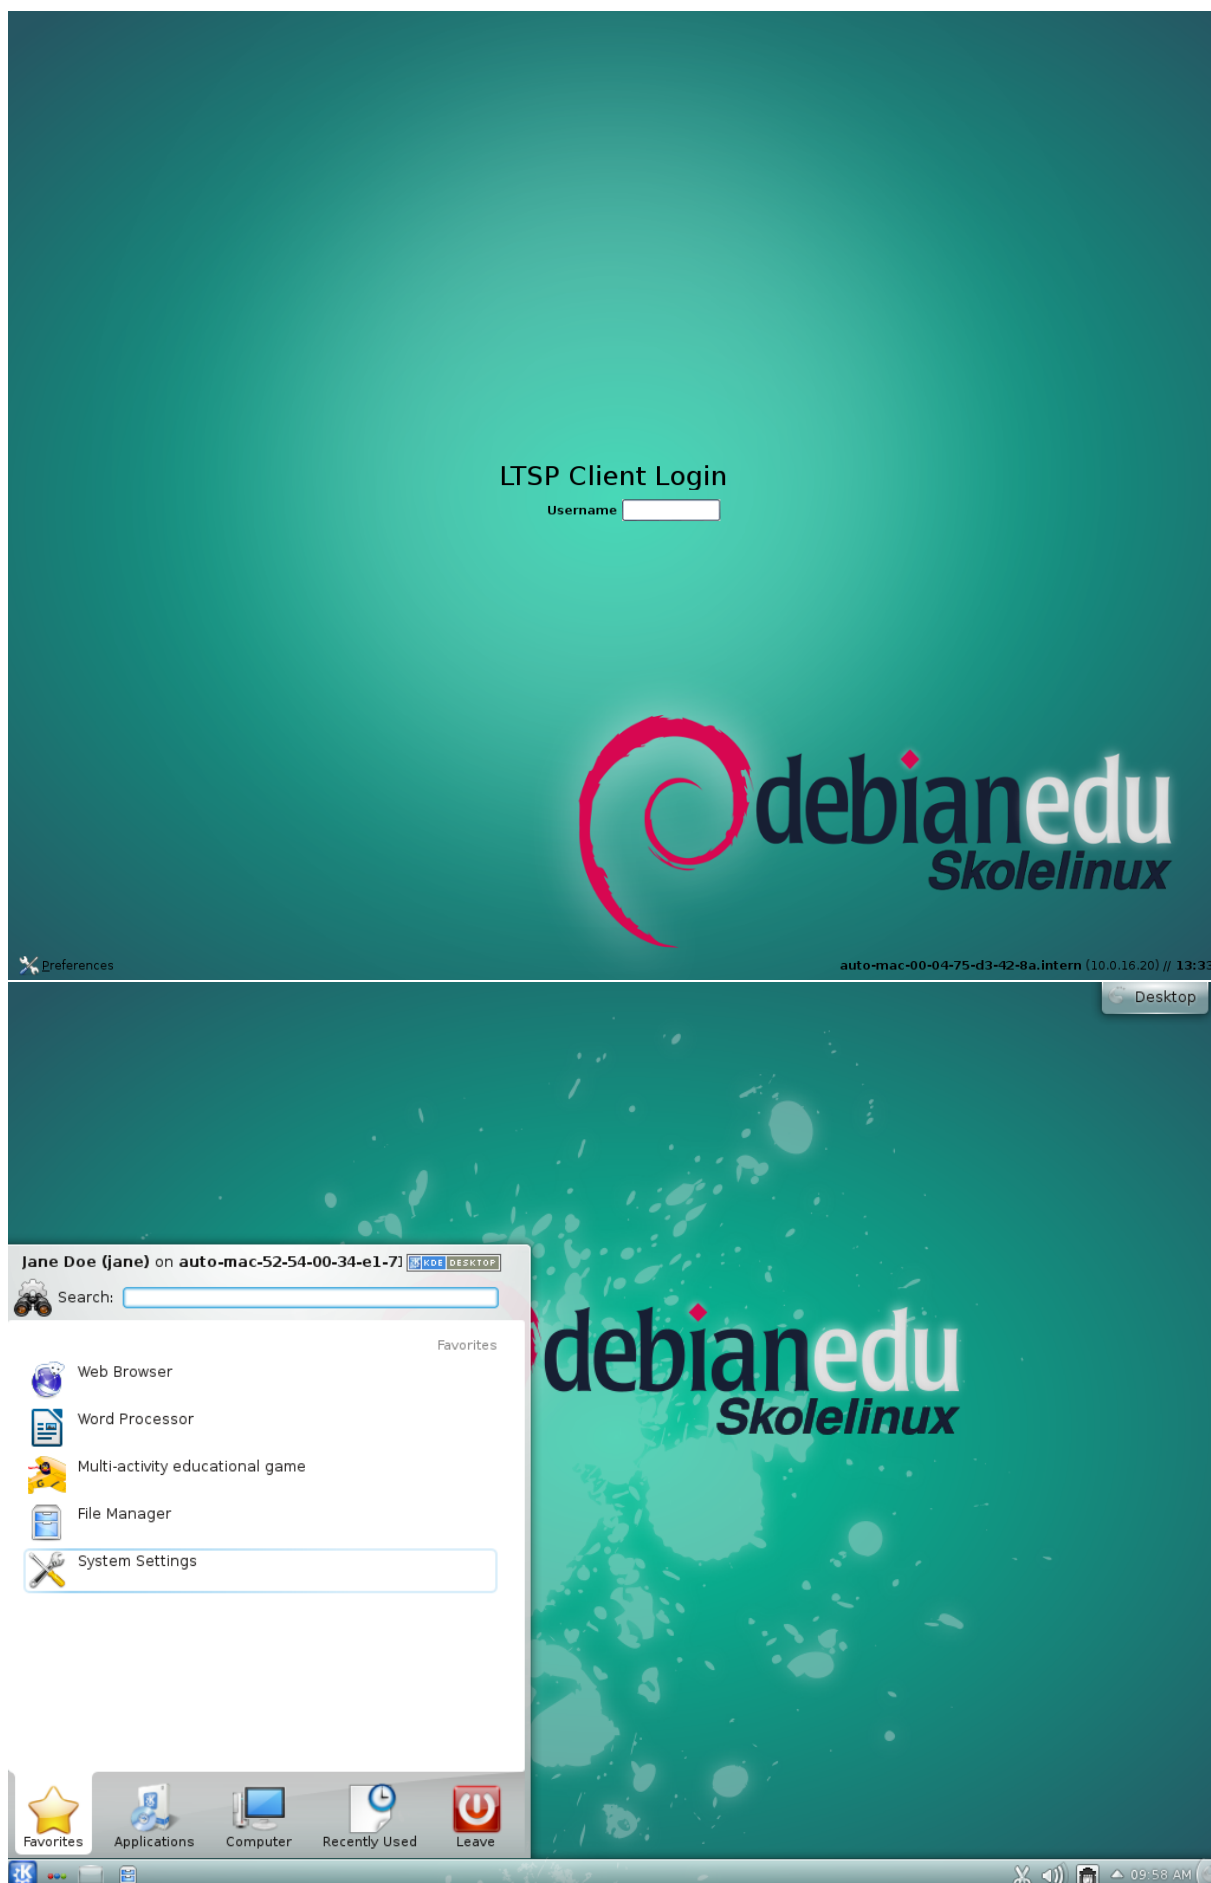 LTSP Client Login
Username
debianedu
Skolelinux
Preferences
auto-mac-00-04-75-d3-42-8a.intern (10.0.16.20) // 13:33
Desktop
Jane Doe (jane) on auto-mac-52-54-00-34-e1-71
KDE DESKTOP
Search:
debianedu
Skolelinux
Favorites
Web Browser
Word Processor
Multi-activity educational game
File Manager
System Settings
Favorites
Applications
Computer
Recently Used
Leave
09:58 AM